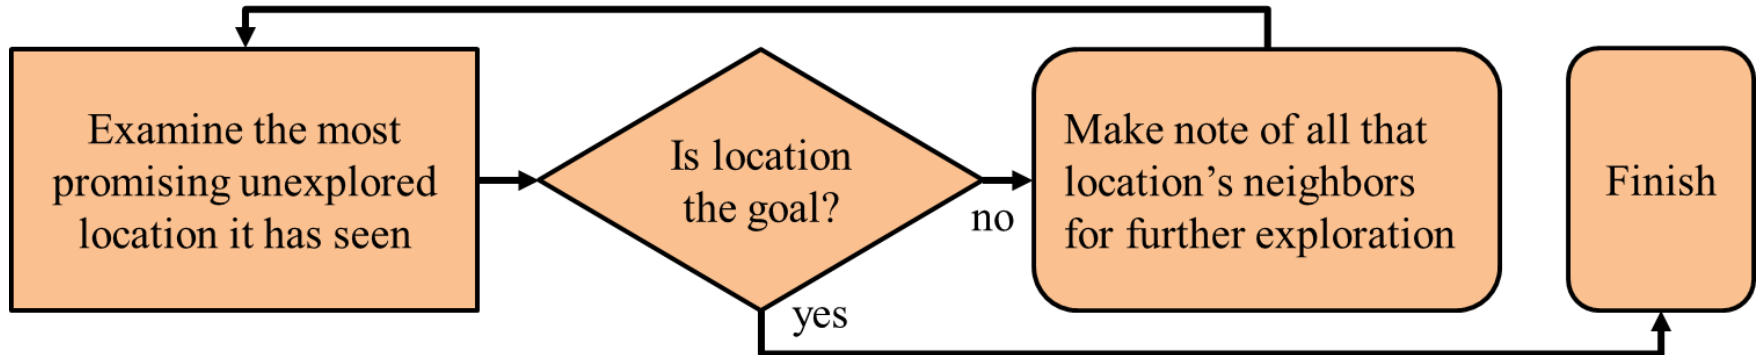 Examine the most
promising unexplored
location it has seen
Is location
the goal?
no
yes
Make note of all that
location’s neighbors
for further exploration
Finish